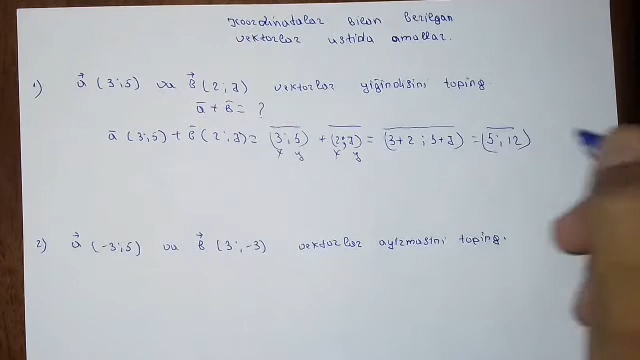 Koordinatalar bilan berilgan
vektorlar ustida amallar.
1) a⃗ (3;5) va b⃗ (2;7) vektorlar yig'indisini toping.
a̅ + b̅ = ?
a̅ (3;5) + b̅ (2;7) = (3;5) + (2;7) = (3+2;5+7) = (5;12)
x y x y
2) a⃗ (-3;5) va b⃗ (3;-3) vektorlar ayirmasini toping.